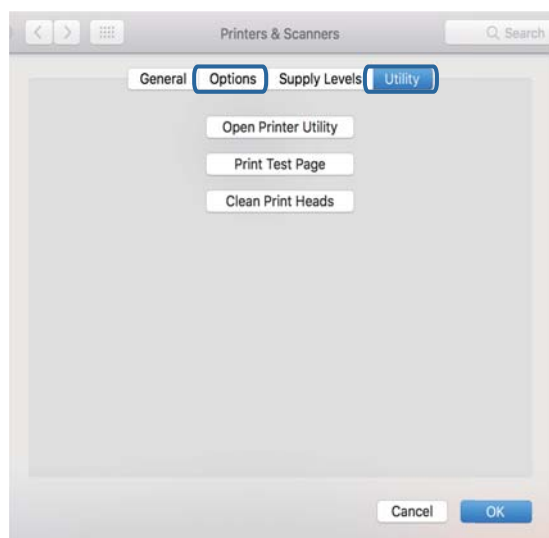 Printers & Scanners
Search
General Options Supply Levels Utility
Open Printer Utility
Print Test Page
Clean Print Heads
Cancel OK